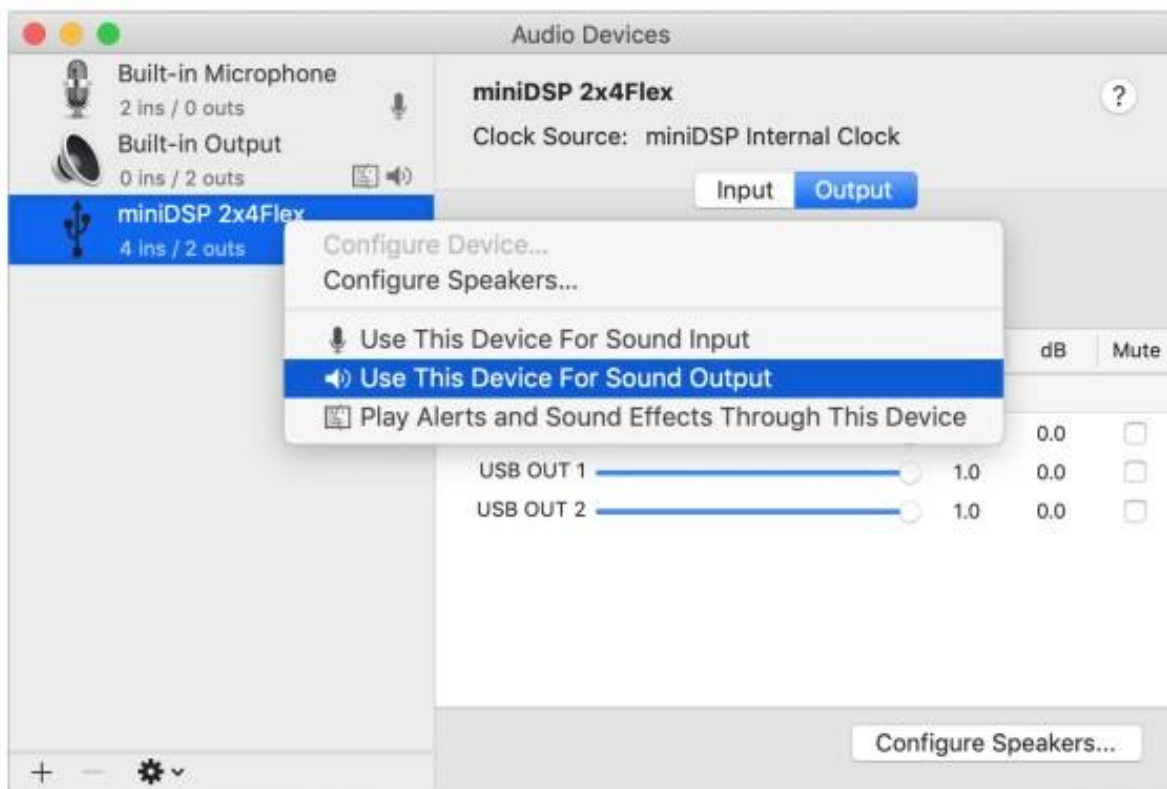 Audio Devices
Built-in Microphone
2 ins / 0 outs
Built-in Output
0 ins / 2 outs
miniDSP 2x4Flex
4 ins / 2 outs
miniDSP 2x4Flex
?
Clock Source: miniDSP Internal Clock
Input Output
Configure Device...
Configure Speakers...
Use This Device For Sound Input
Use This Device For Sound Output
Play Alerts and Sound Effects Through This Device
dB Mute
0.0
USB OUT 1 1.0 0.0
USB OUT 2 1.0 0.0
Configure Speakers...